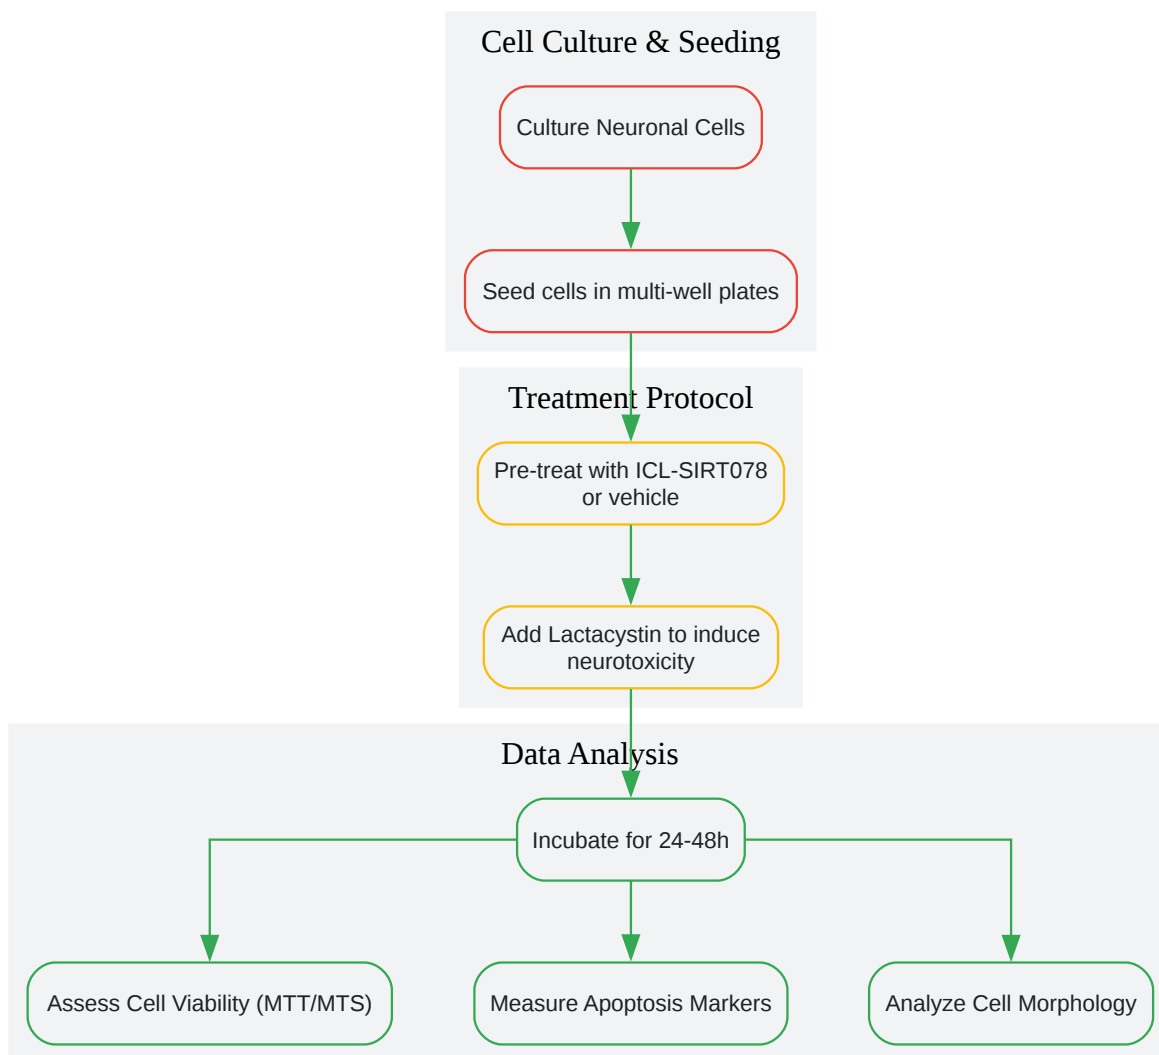 Cell Culture & Seeding
Culture Neuronal Cells
Seed cells in multi-well plates
Treatment Protocol
Pre-treat with ICL-SIRT078
or vehicle
Add Lactacystin to induce
neurotoxicity
Data Analysis
Incubate for 24-48h
Assess Cell Viability (MTT/MTS)
Measure Apoptosis Markers
Analyze Cell Morphology